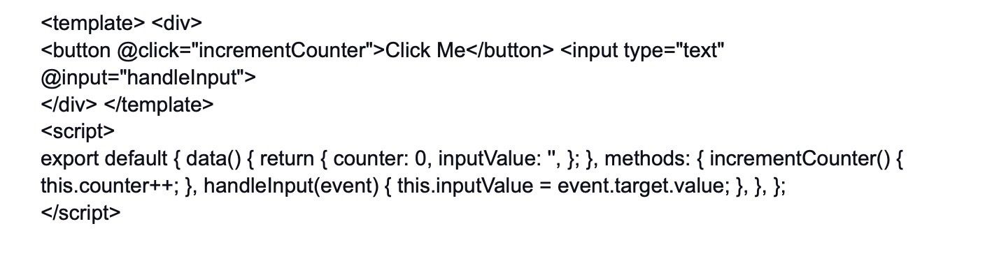 <template> <div>
<button @click="incrementCounter">Click Me</button> <input type="text"
@input="handleInput">
</div> </template>
<script>
export default { data() { return { counter: 0, inputValue: '', }; }, methods: { incrementCounter() {
this.counter++; }, handleInput(event) { this.inputValue = event.target.value; }, }, };
</script>